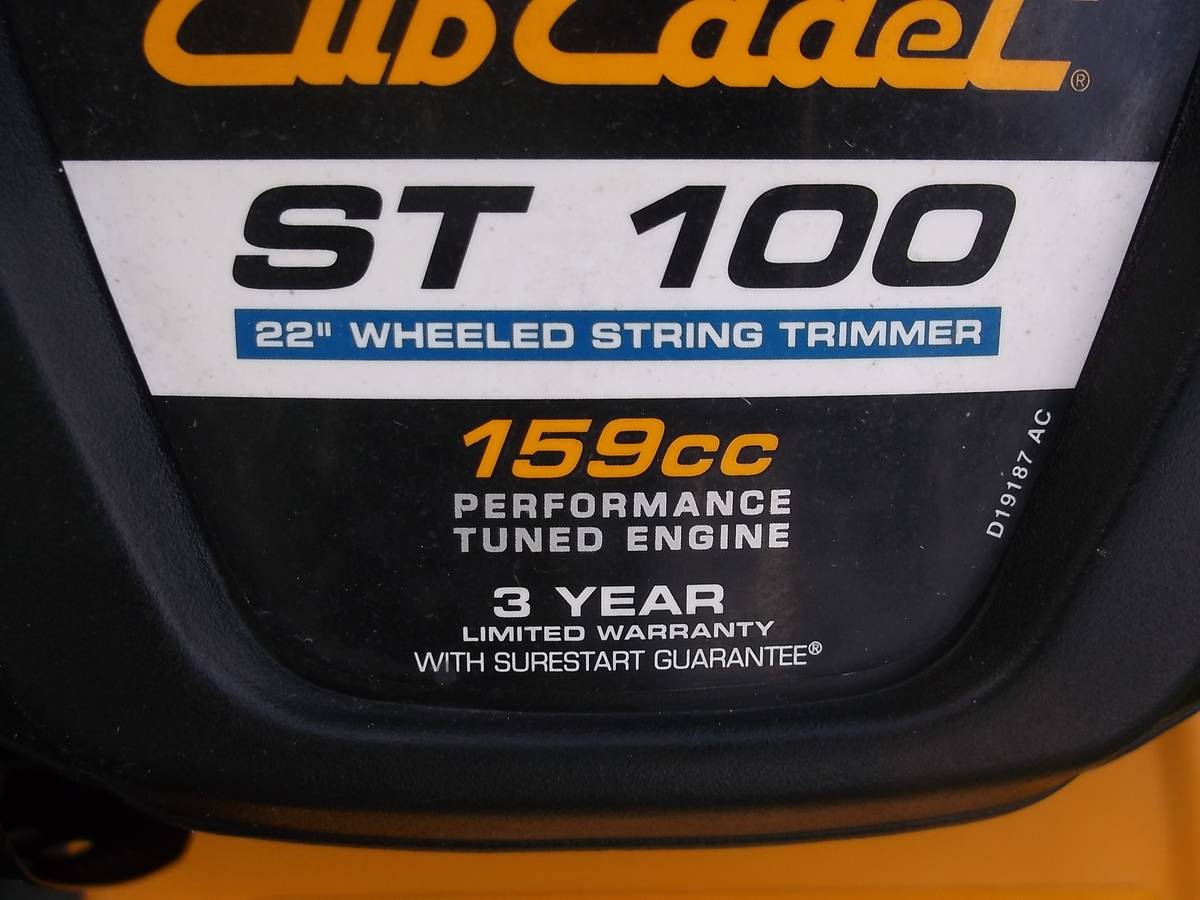 Cub Cadet®
ST 100
22" WHEELED STRING TRIMMER
159cc
PERFORMANCE
TUNED ENGINE
D19187 AC
3 YEAR
LIMITED WARRANTY
WITH SURESTART GUARANTEE®